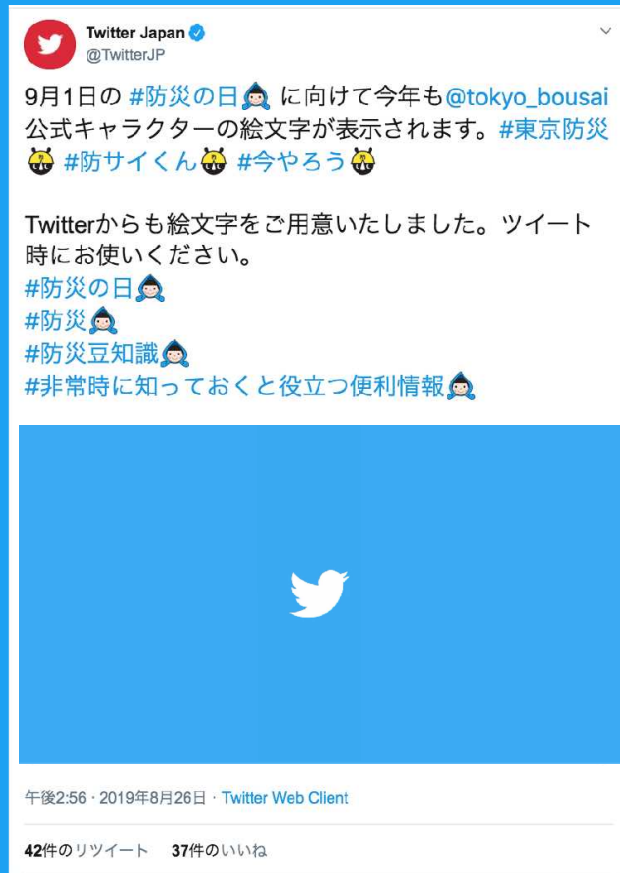 Twitter Japan
@TwitterJP
9月1日の #防災の日 に向けて今年も@tokyo_bousai
公式キャラクターの絵文字が表示されます。#東京防災
#防サイくん #今やろう
Twitterからも絵文字をご用意いたしました。ツイート
時にお使いください。
#防災の日
#防災
#防災豆知識
#非常時に知っておくと役立つ便利情報
午後2:56 · 2019年8月26日 · Twitter Web Client
42件のリツイート 37件のいいね